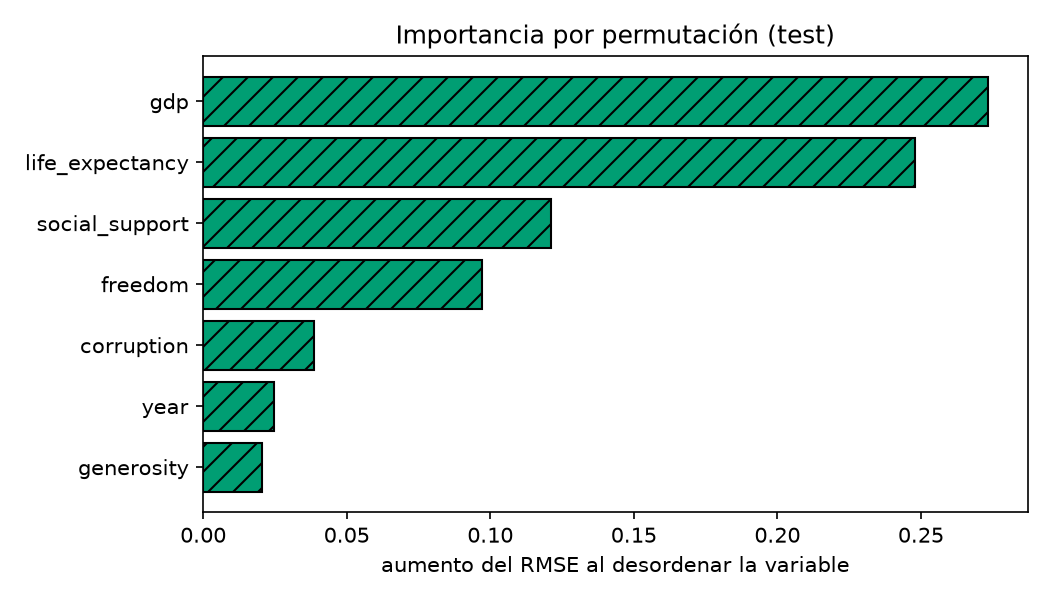 Importancia por permutación (test)
gdp
life_expectancy
social_support
freedom
corruption
year
generosity
0.00 0.05 0.10 0.15 0.20 0.25
aumento del RMSE al desordenar la variable